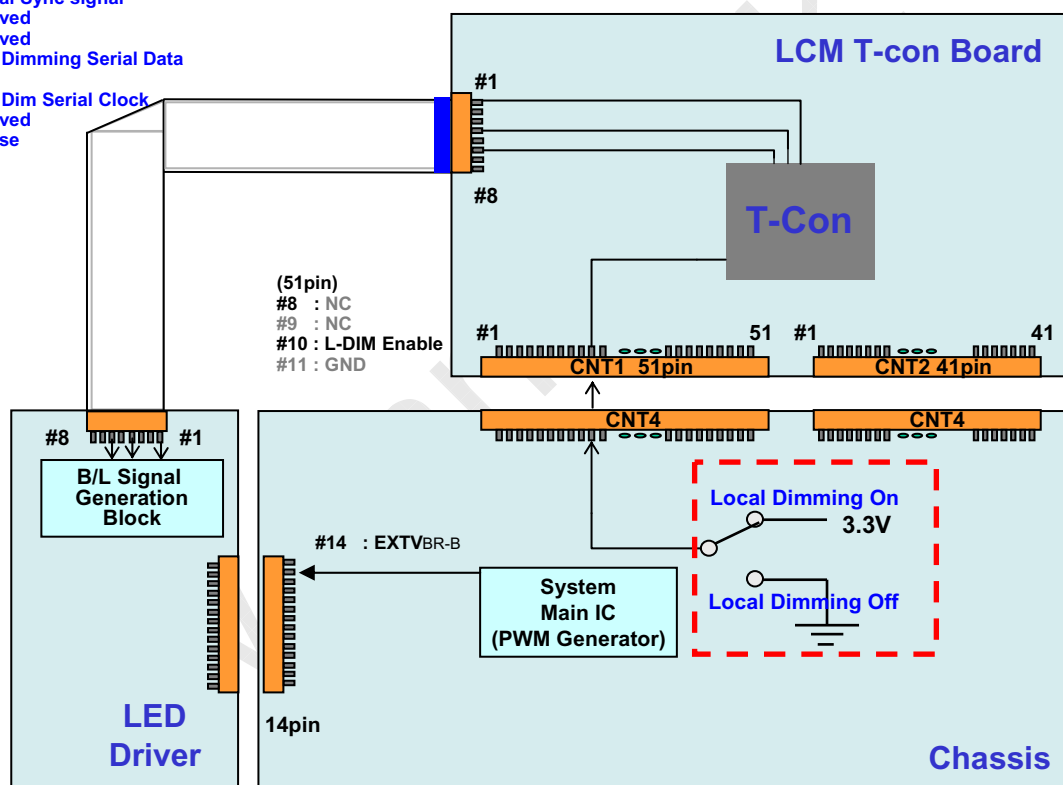 al Sync signal
ved
ved
Dimming Serial Data
Dim Serial Clock
ved
se
LCM T-con Board
#1
#8
T-Con
(51pin)
#8 : NC
#9 : NC
#10 : L-DIM Enable
#11 : GND
#1
51
#1
41
CNT1 51pin
CNT2 41pin
CNT4
CNT4
#8
#1
B/L Signal
Generation
Block
Local Dimming On
3.3V
Local Dimming Off
#14 : EXTVBR-B
System
Main IC
(PWM Generator)
14pin
LED
Driver
Chassis